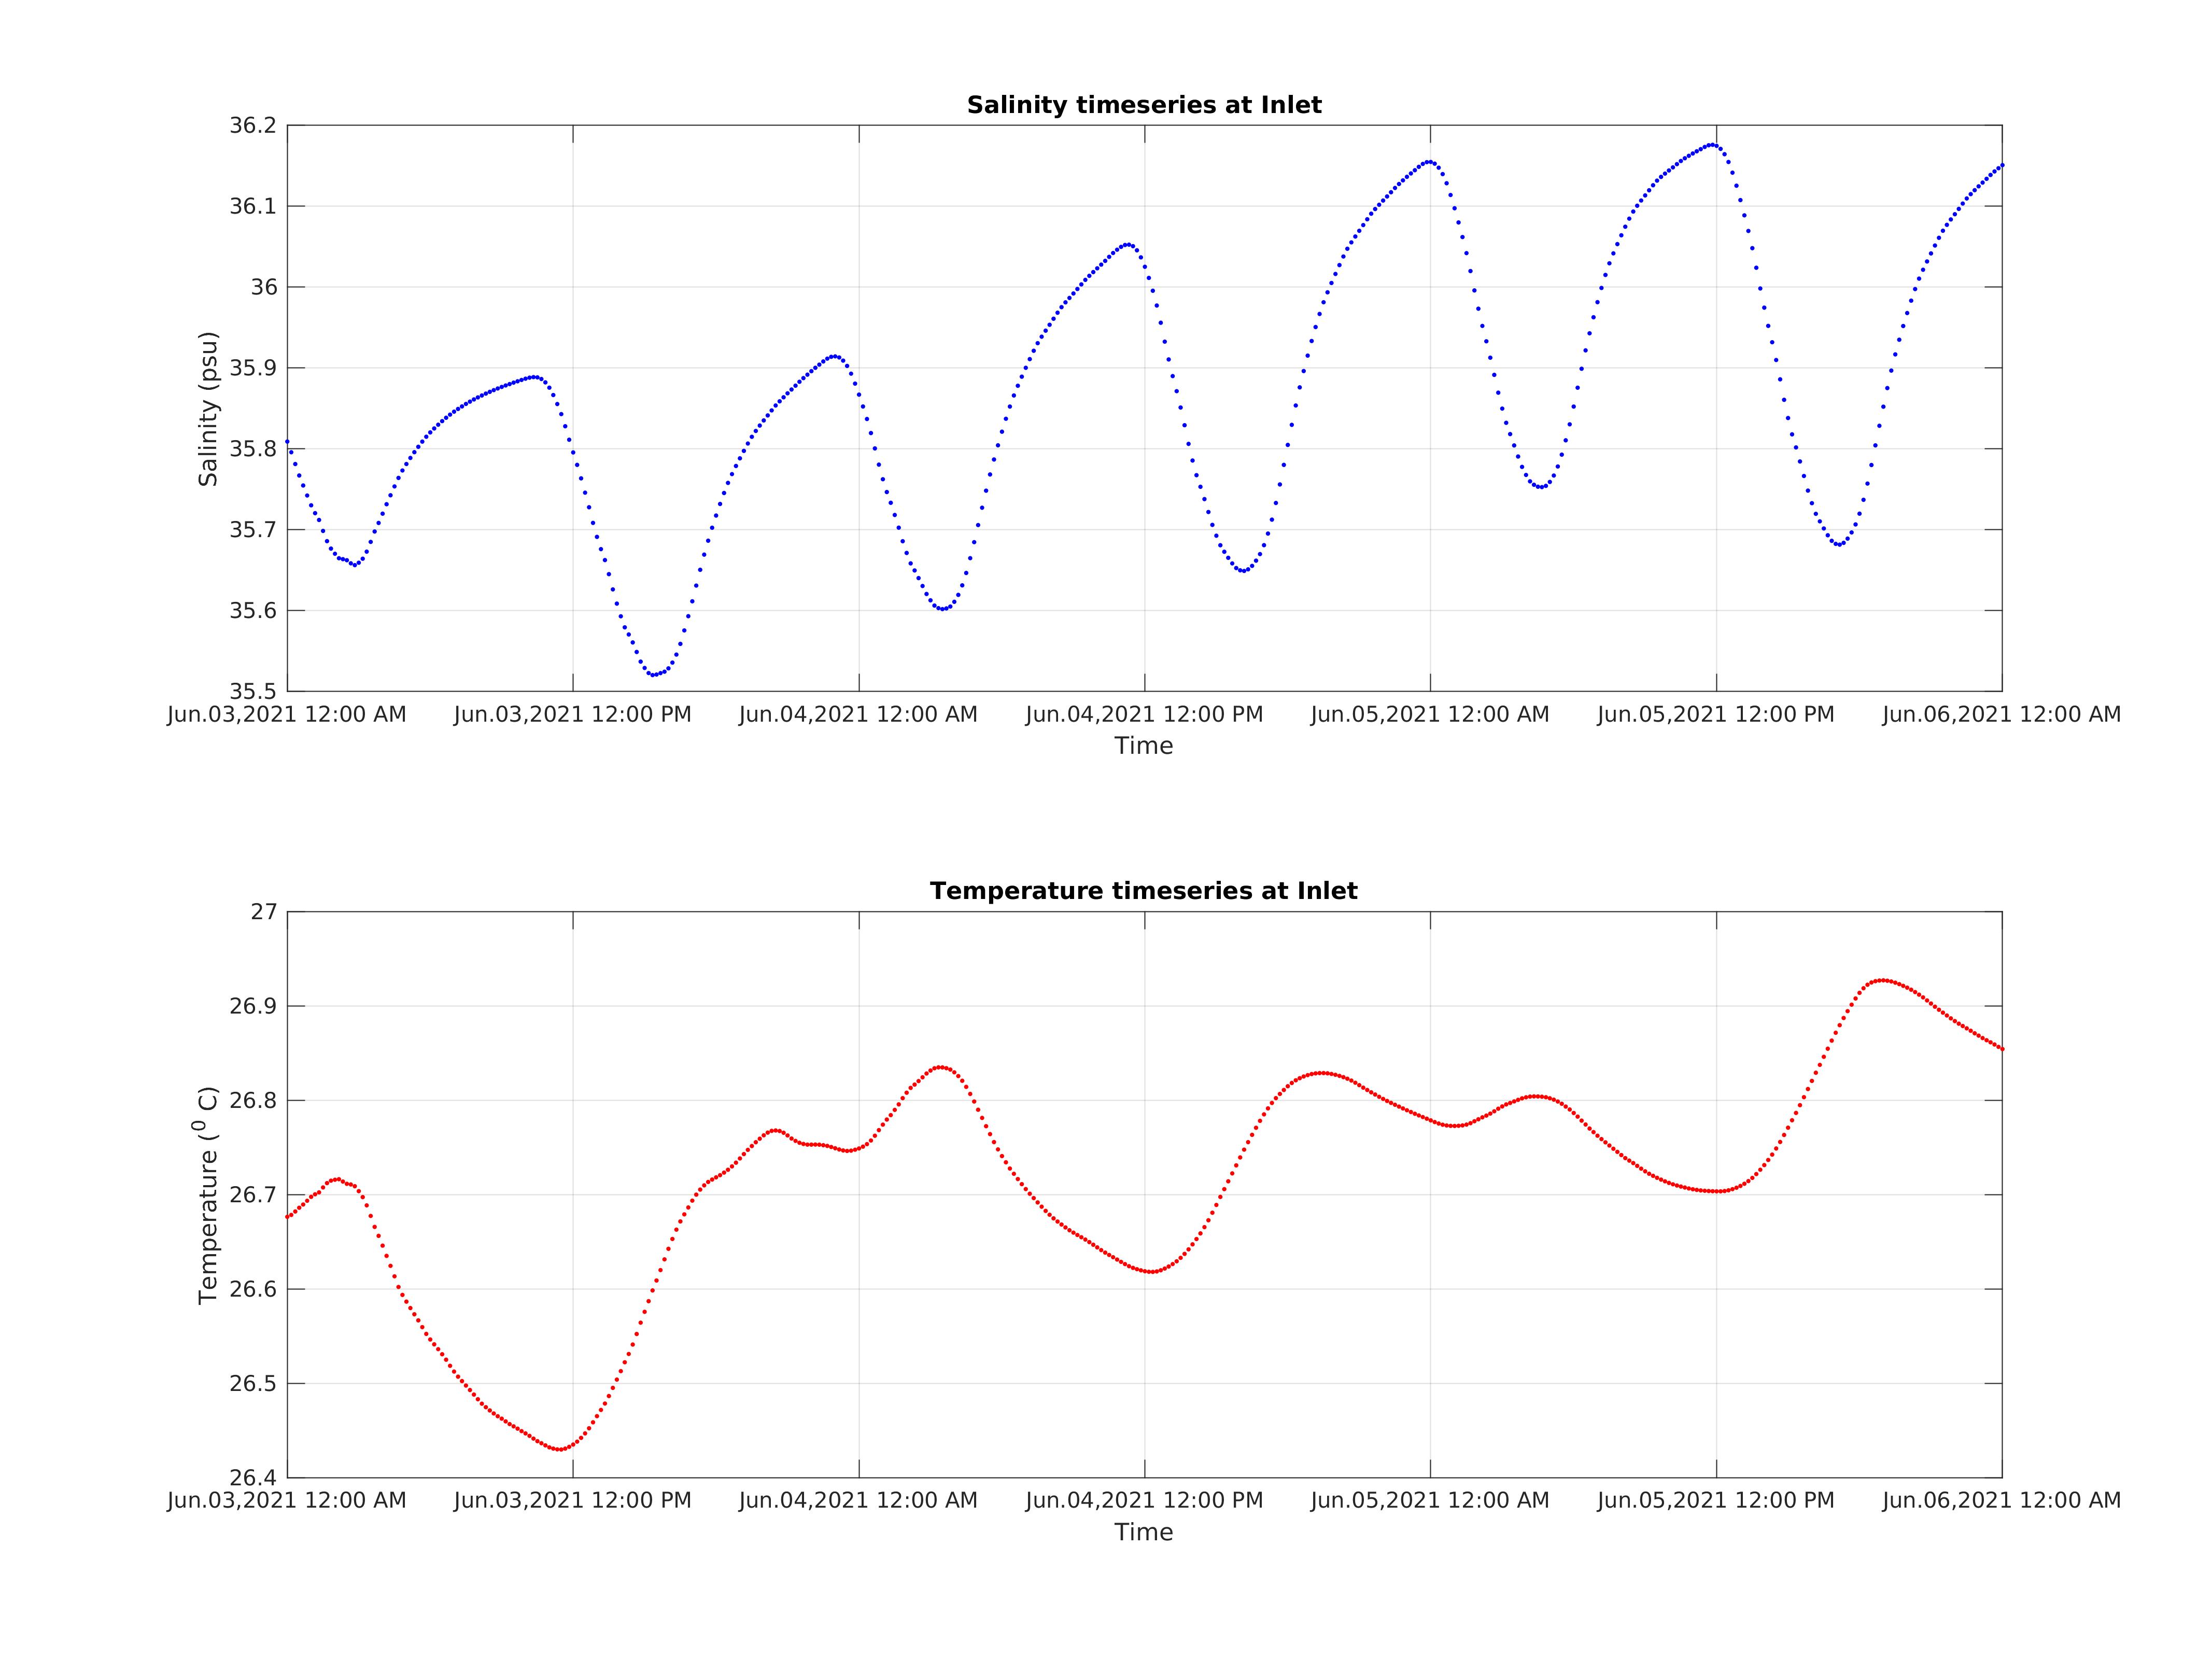 Salinity timeseries at Inlet
36.2
36.1
36
35.9
35.8
35.7
35.6
35.5
Salinity (psu)
Jun.03,2021 12:00 AM Jun.03,2021 12:00 PM Jun.04,2021 12:00 AM Jun.04,2021 12:00 PM Jun.05,2021 12:00 AM Jun.05,2021 12:00 PM Jun.06,2021 12:00 AM
Time
Temperature timeseries at Inlet
27
26.9
26.8
26.7
26.6
26.5
26.4
Temperature (⁰ C)
Jun.03,2021 12:00 AM Jun.03,2021 12:00 PM Jun.04,2021 12:00 AM Jun.04,2021 12:00 PM Jun.05,2021 12:00 AM Jun.05,2021 12:00 PM Jun.06,2021 12:00 AM
Time